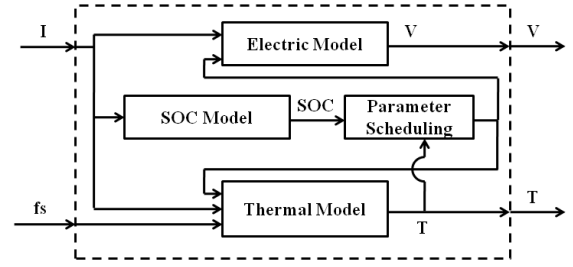 I
Electric Model
V
V
SOC Model
SOC
Parameter
Scheduling
fs
Thermal Model
T
T